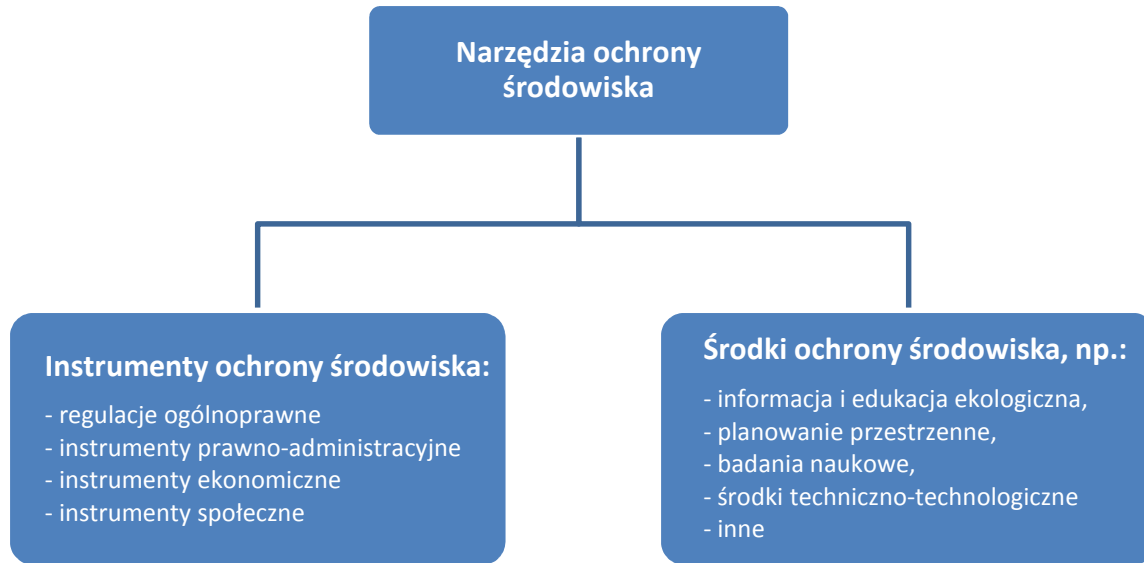 Narzędzia ochrony
środowiska
Instrumenty ochrony środowiska:
- regulacje ogólnoprawne
- instrumenty prawno-administracyjne
- instrumenty ekonomiczne
- instrumenty społeczne
Środki ochrony środowiska, np.:
- informacja i edukacja ekologiczna,
- planowanie przestrzenne,
- badania naukowe,
- środki techniczno-technologiczne
- inne